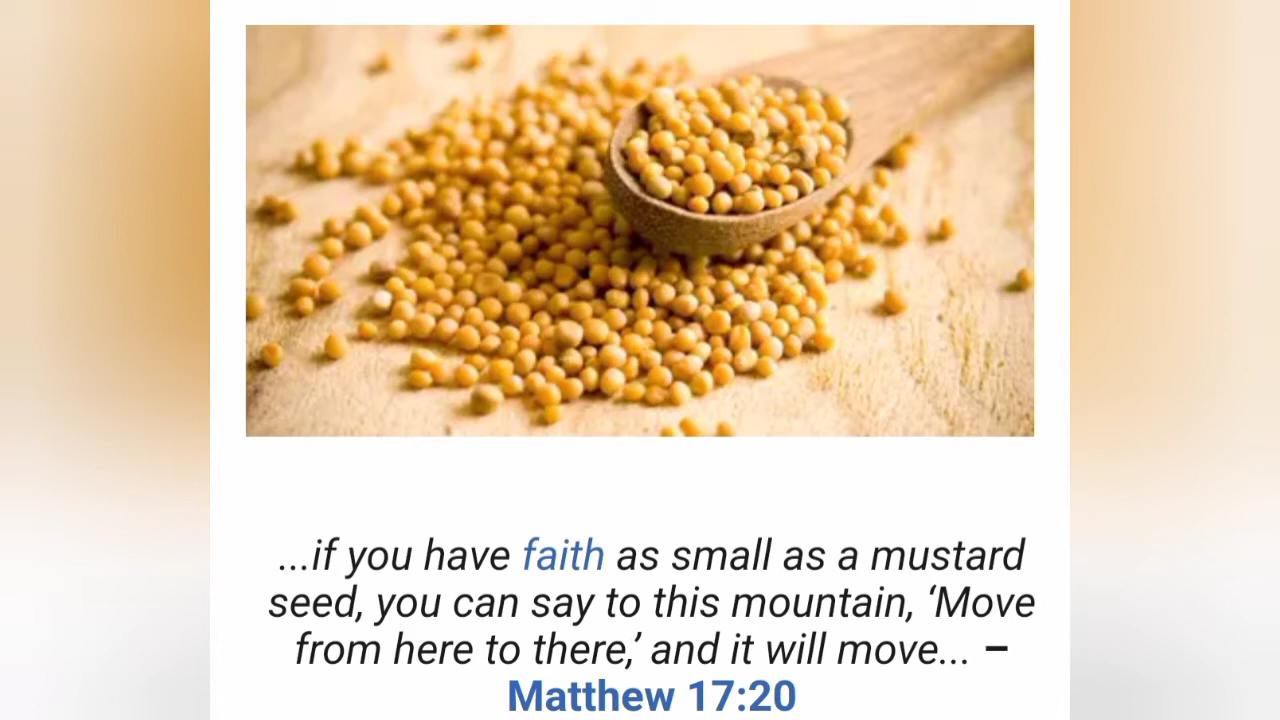 ...if you have faith as small as a mustard
seed, you can say to this mountain, ‘Move
from here to there,’ and it will move... –
Matthew 17:20